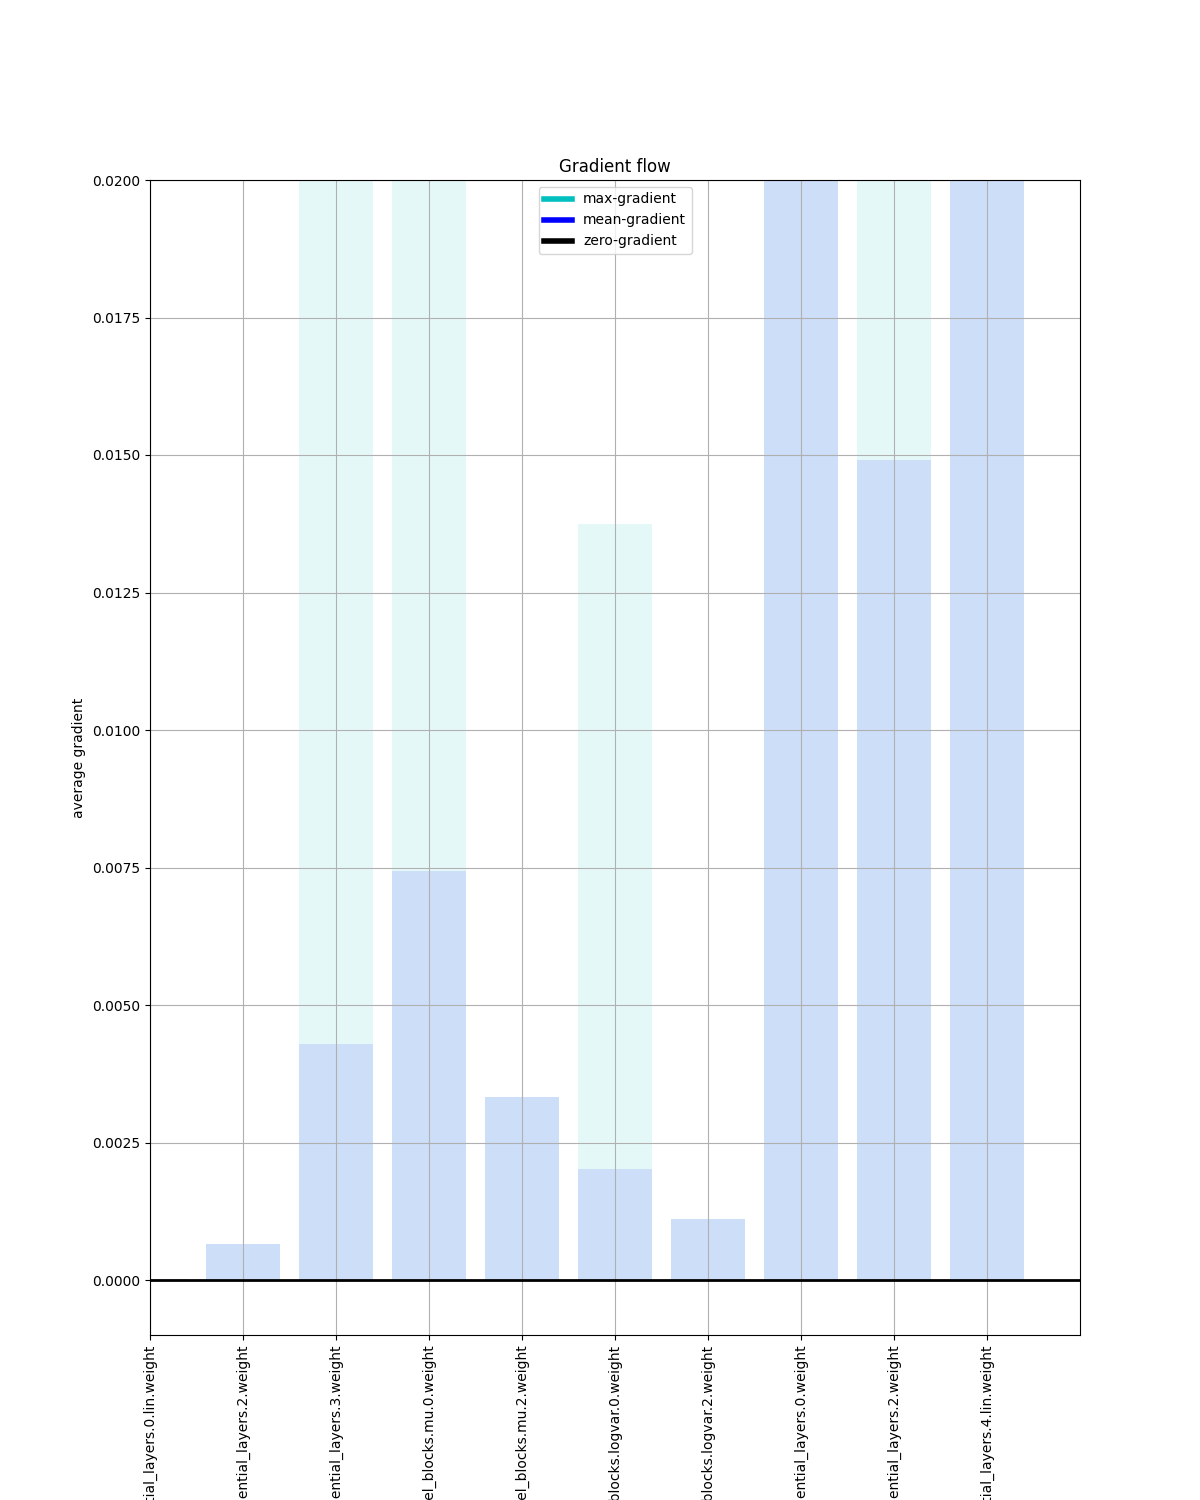 Gradient flow
max-gradient
mean-gradient
zero-gradient
0.0200
0.0175
0.0150
0.0125
0.0100
0.0075
0.0050
0.0025
0.0000
average gradient
tial_layers.0.lin.weight
ential_layers.2.weight
ential_layers.3.weight
el_blocks.mu.0.weight
el_blocks.mu.2.weight
blocks.logvar.0.weight
blocks.logvar.2.weight
ential_layers.0.weight
ential_layers.2.weight
tial_layers.4.lin.weight